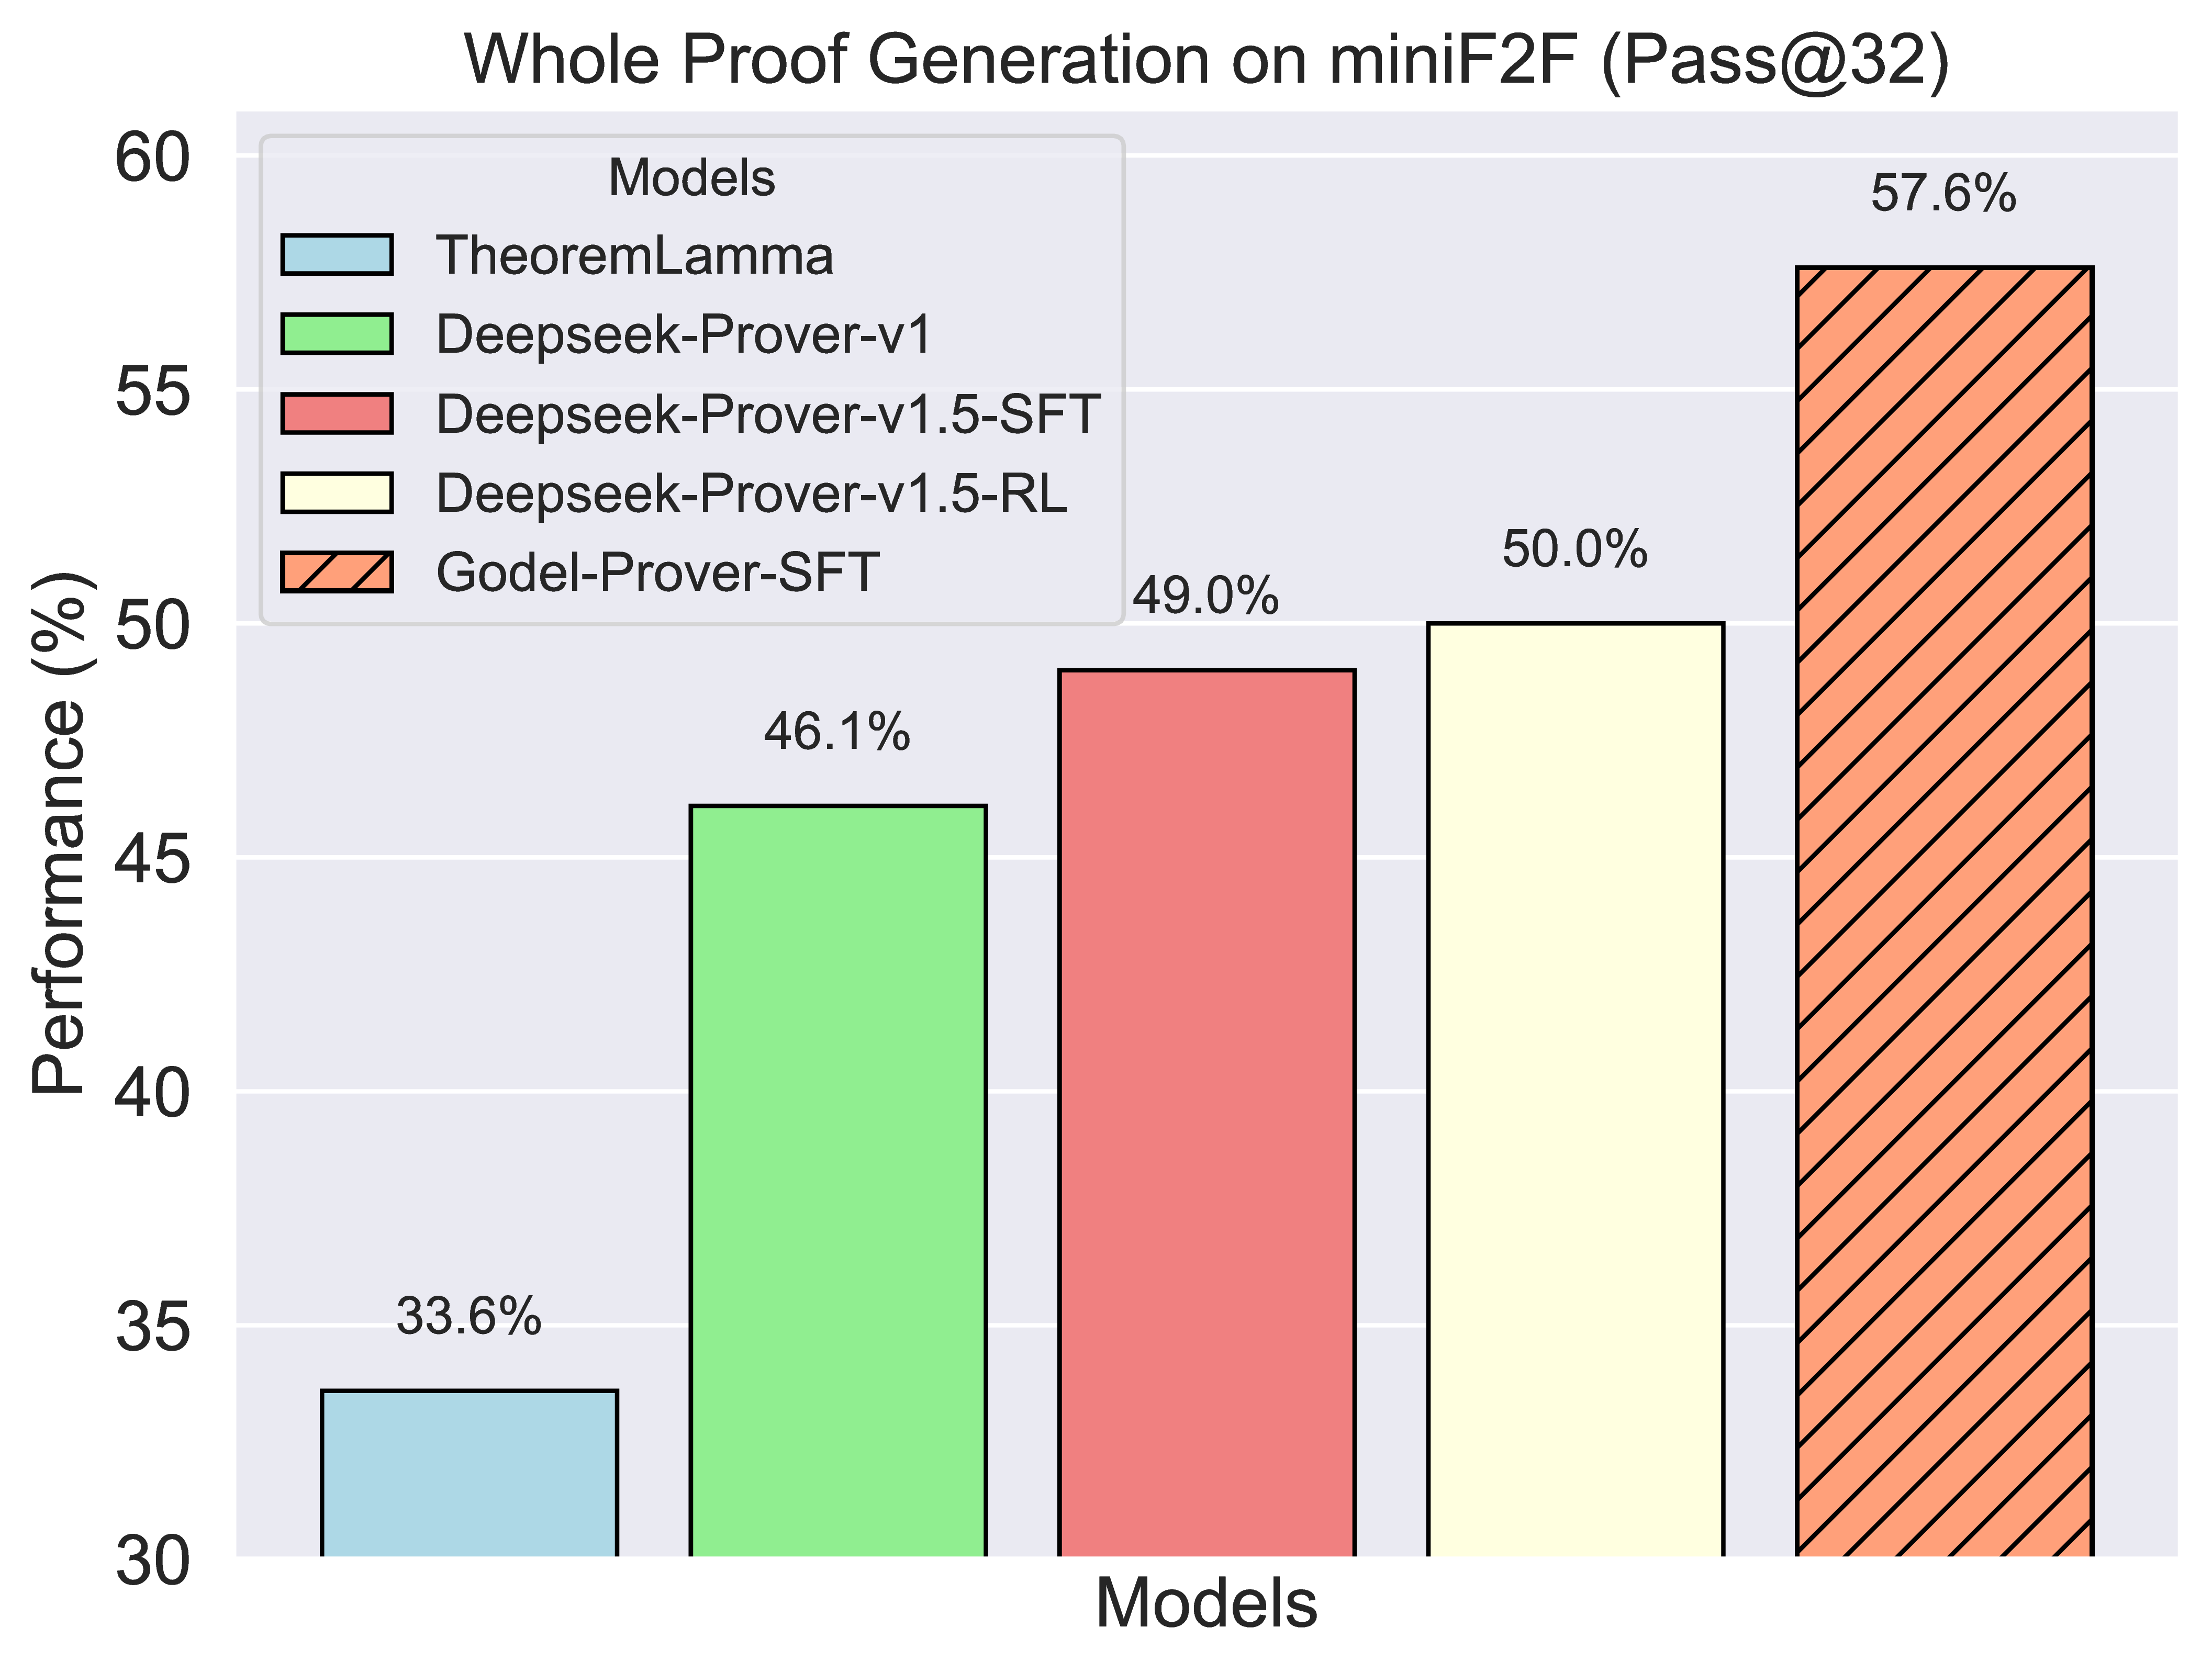 Whole Proof Generation on miniF2F (Pass@32)
Performance (%)
60
55
50
45
40
35
30
Models
TheoremLamma
Deepseek-Prover-v1
Deepseek-Prover-v1.5-SFT
Deepseek-Prover-v1.5-RL
Godel-Prover-SFT
33.6%
46.1%
49.0%
50.0%
57.6%
Models